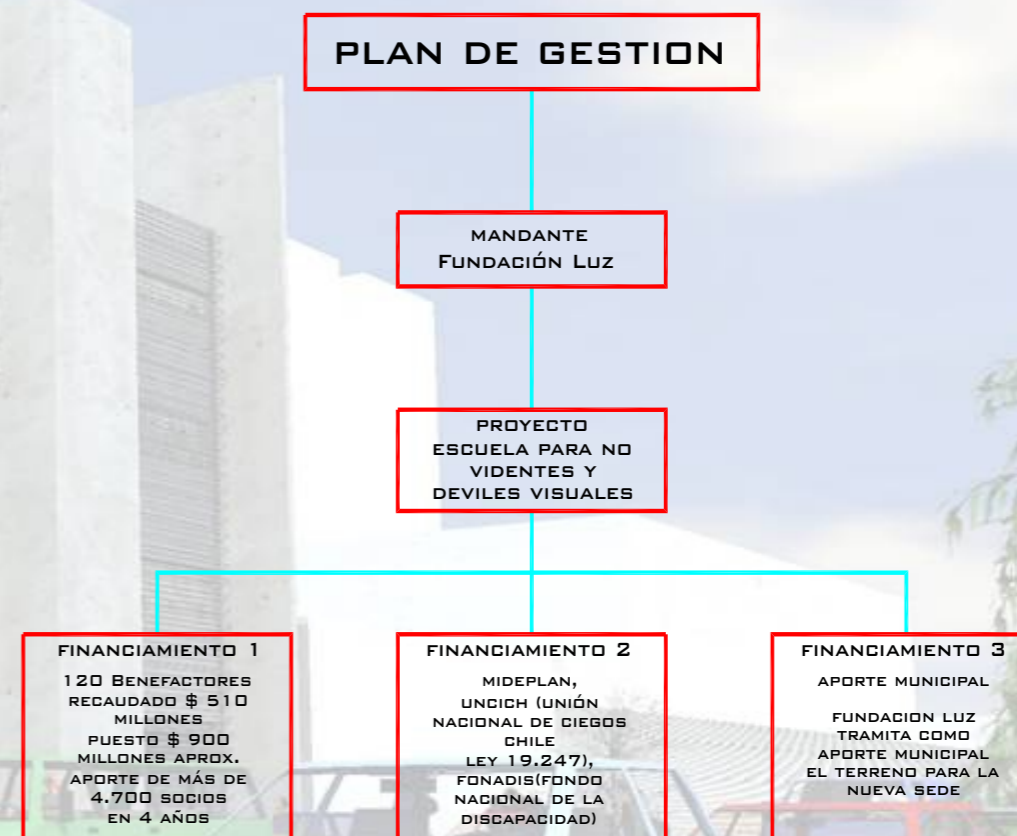 PLAN DE GESTION
MANDANTE
FUNDACIÓN LUZ
PROYECTO
ESCUELA PARA NO
VIDENTES Y
DEVILES VISUALES
FINANCIAMIENTO 1
120 BENEFACTORES
RECAUDADO $ 510
MILLONES
PUESTO $ 900
MILLONES APROX.
APORTE DE MÁS DE
4.700 SOCIOS
EN 4 AÑOS
FINANCIAMIENTO 2
MIDEPLAN,
UNCICH (UNIÓN
NACIONAL DE CIEGOS
CHILE
LEY 19.247),
FONADIS(FONDO
NACIONAL DE LA
DISCAPACIDAD)
FINANCIAMIENTO 3
APORTE MUNICIPAL
FUNDACION LUZ
TRAMITA COMO
APORTE MUNICIPAL
EL TERRENO PARA LA
NUEVA SEDE